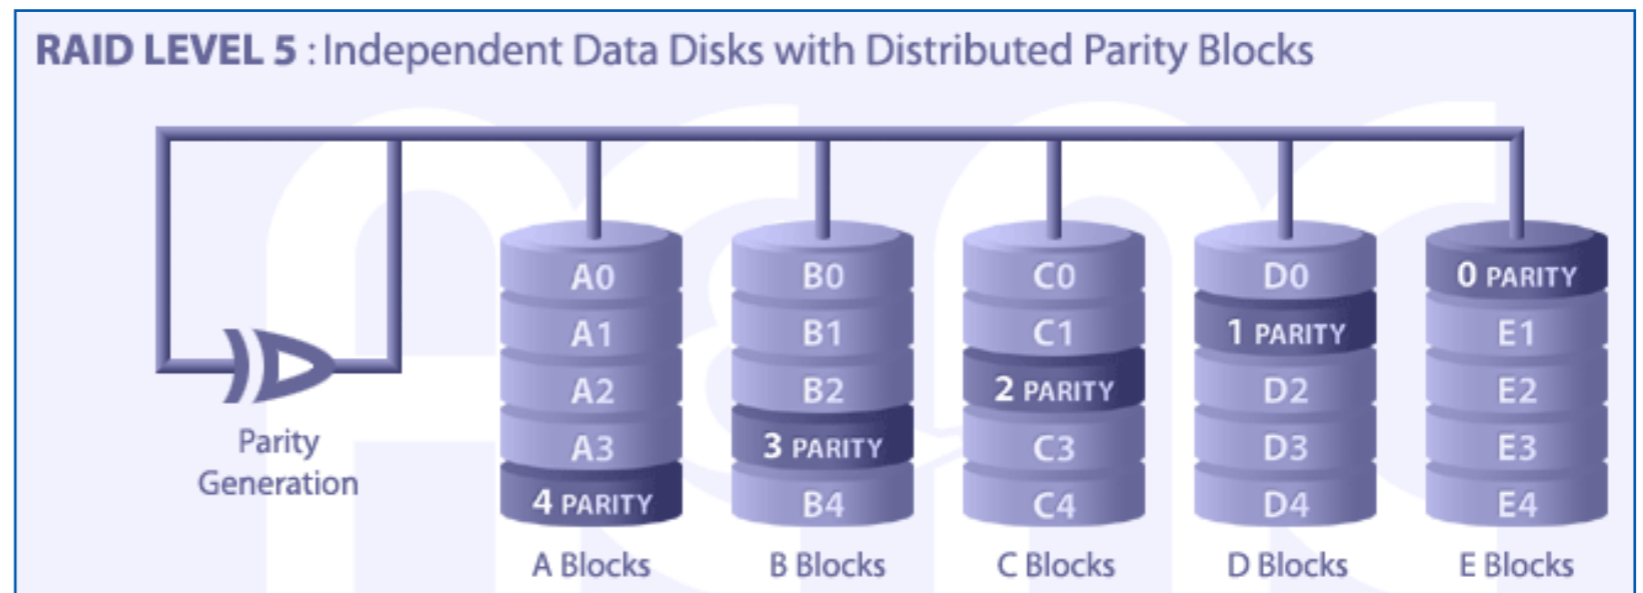 RAID LEVEL 5 : Independent Data Disks with Distributed Parity Blocks
A0 B0 C0 D0 0 PARITY
A1 B1 C1 1 PARITY E1
A2 B2 2 PARITY D2 E2
A3 3 PARITY C3 D3 E3
4 PARITY B4 C4 D4 E4
Parity
Generation
A Blocks B Blocks C Blocks D Blocks E Blocks